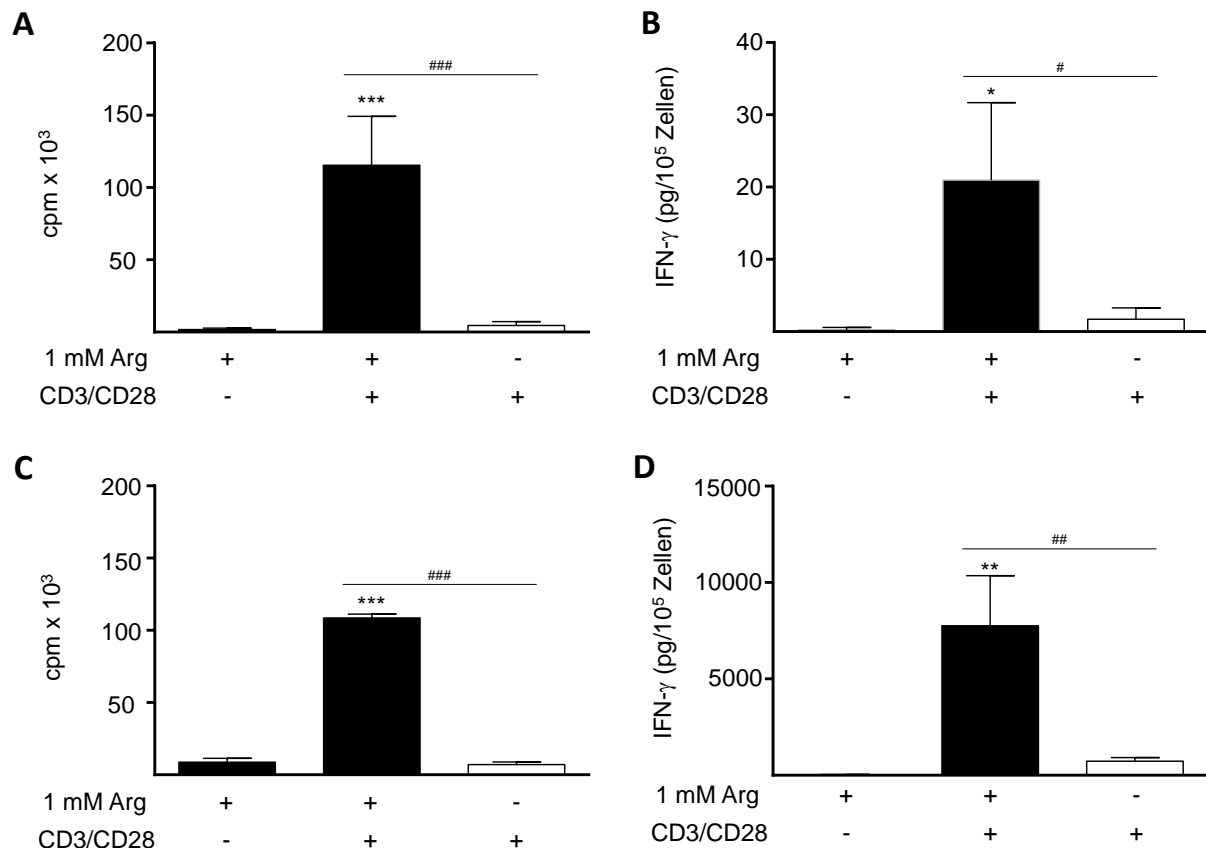 A
200
150
100
50
cpm x 10³
###
***
1 mM Arg + + -
CD3/CD28 - + +
B
40
30
20
10
IFN-γ (pg/10⁵ Zellen)
#
*
1 mM Arg + + -
CD3/CD28 - + +
C
200
150
100
50
cpm x 10³
###
***
1 mM Arg + + -
CD3/CD28 - + +
D
15000
10000
5000
IFN-γ (pg/10⁵ Zellen)
##
**
1 mM Arg + + -
CD3/CD28 - + +